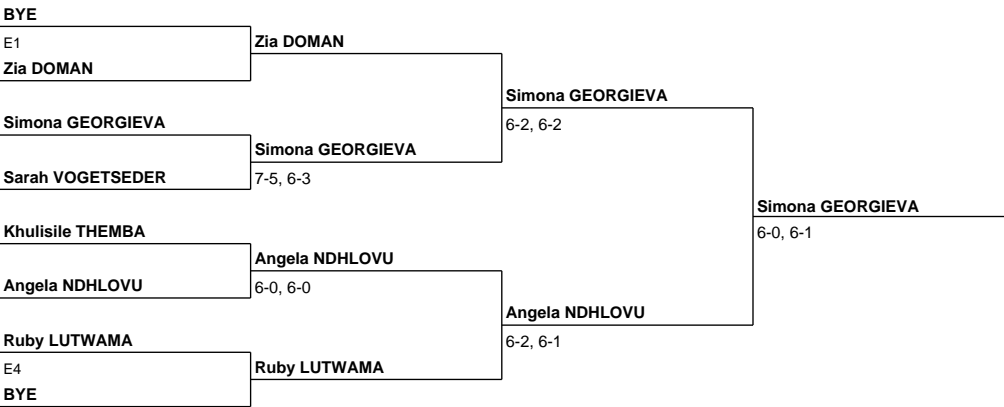 BYE
E1
Zia DOMAN
Zia DOMAN
Simona GEORGIEVA
6-2, 6-2
Simona GEORGIEVA
Simona GEORGIEVA
7-5, 6-3
Sarah VOGETSEDER
Simona GEORGIEVA
6-0, 6-1
Khulisile THEMBA
Angela NDHLOVU
6-0, 6-0
Angela NDHLOVU
Angela NDHLOVU
6-2, 6-1
Ruby LUTWAMA
E4
Ruby LUTWAMA
BYE